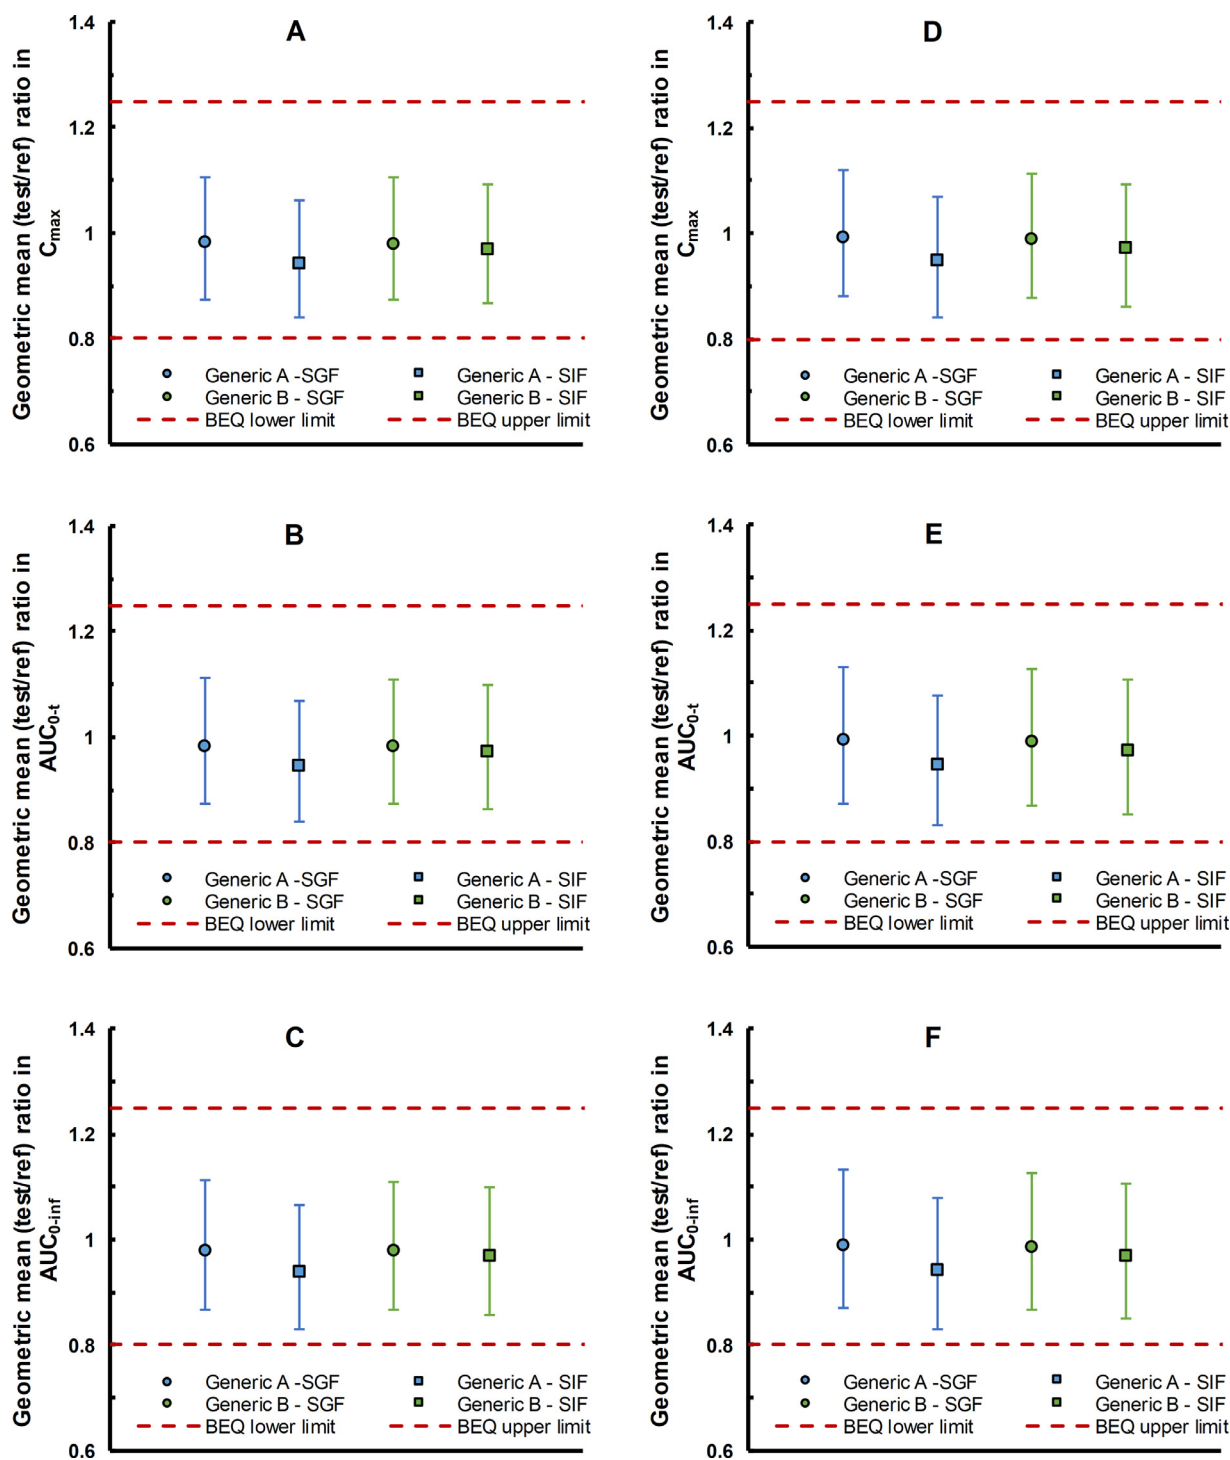 A
Geometric mean (test/ref) ratio in
Cmax
1.4
1.2
1
0.8
0.6
Generic A -SGF
Generic A - SIF
Generic B - SGF
Generic B - SIF
BEQ lower limit
BEQ upper limit
D
Geometric mean (test/ref) ratio in
Cmax
1.4
1.2
1
0.8
0.6
Generic A -SGF
Generic A - SIF
Generic B - SGF
Generic B - SIF
BEQ lower limit
BEQ upper limit
B
Geometric mean (test/ref) ratio in
AUC0-t
1.4
1.2
1
0.8
0.6
Generic A -SGF
Generic A - SIF
Generic B - SGF
Generic B - SIF
BEQ lower limit
BEQ upper limit
E
Geometric mean (test/ref) ratio in
AUC0-t
1.4
1.2
1
0.8
0.6
Generic A -SGF
Generic A - SIF
Generic B - SGF
Generic B - SIF
BEQ lower limit
BEQ upper limit
C
Geometric mean (test/ref) ratio in
AUC0-inf
1.4
1.2
1
0.8
0.6
Generic A -SGF
Generic A - SIF
Generic B - SGF
Generic B - SIF
BEQ lower limit
BEQ upper limit
F
Geometric mean (test/ref) ratio in
AUC0-inf
1.4
1.2
1
0.8
0.6
Generic A -SGF
Generic A - SIF
Generic B - SGF
Generic B - SIF
BEQ lower limit
BEQ upper limit